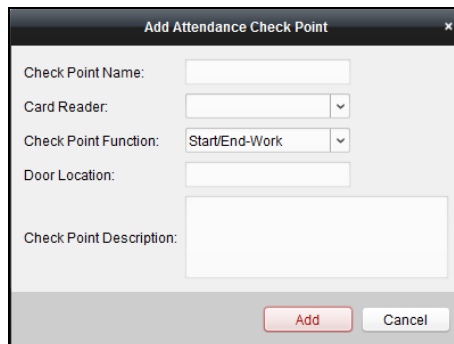 Add Attendance Check Point ×
Check Point Name:
Card Reader:
Check Point Function: Start/End-Work
Door Location:
Check Point Description:
Add Cancel